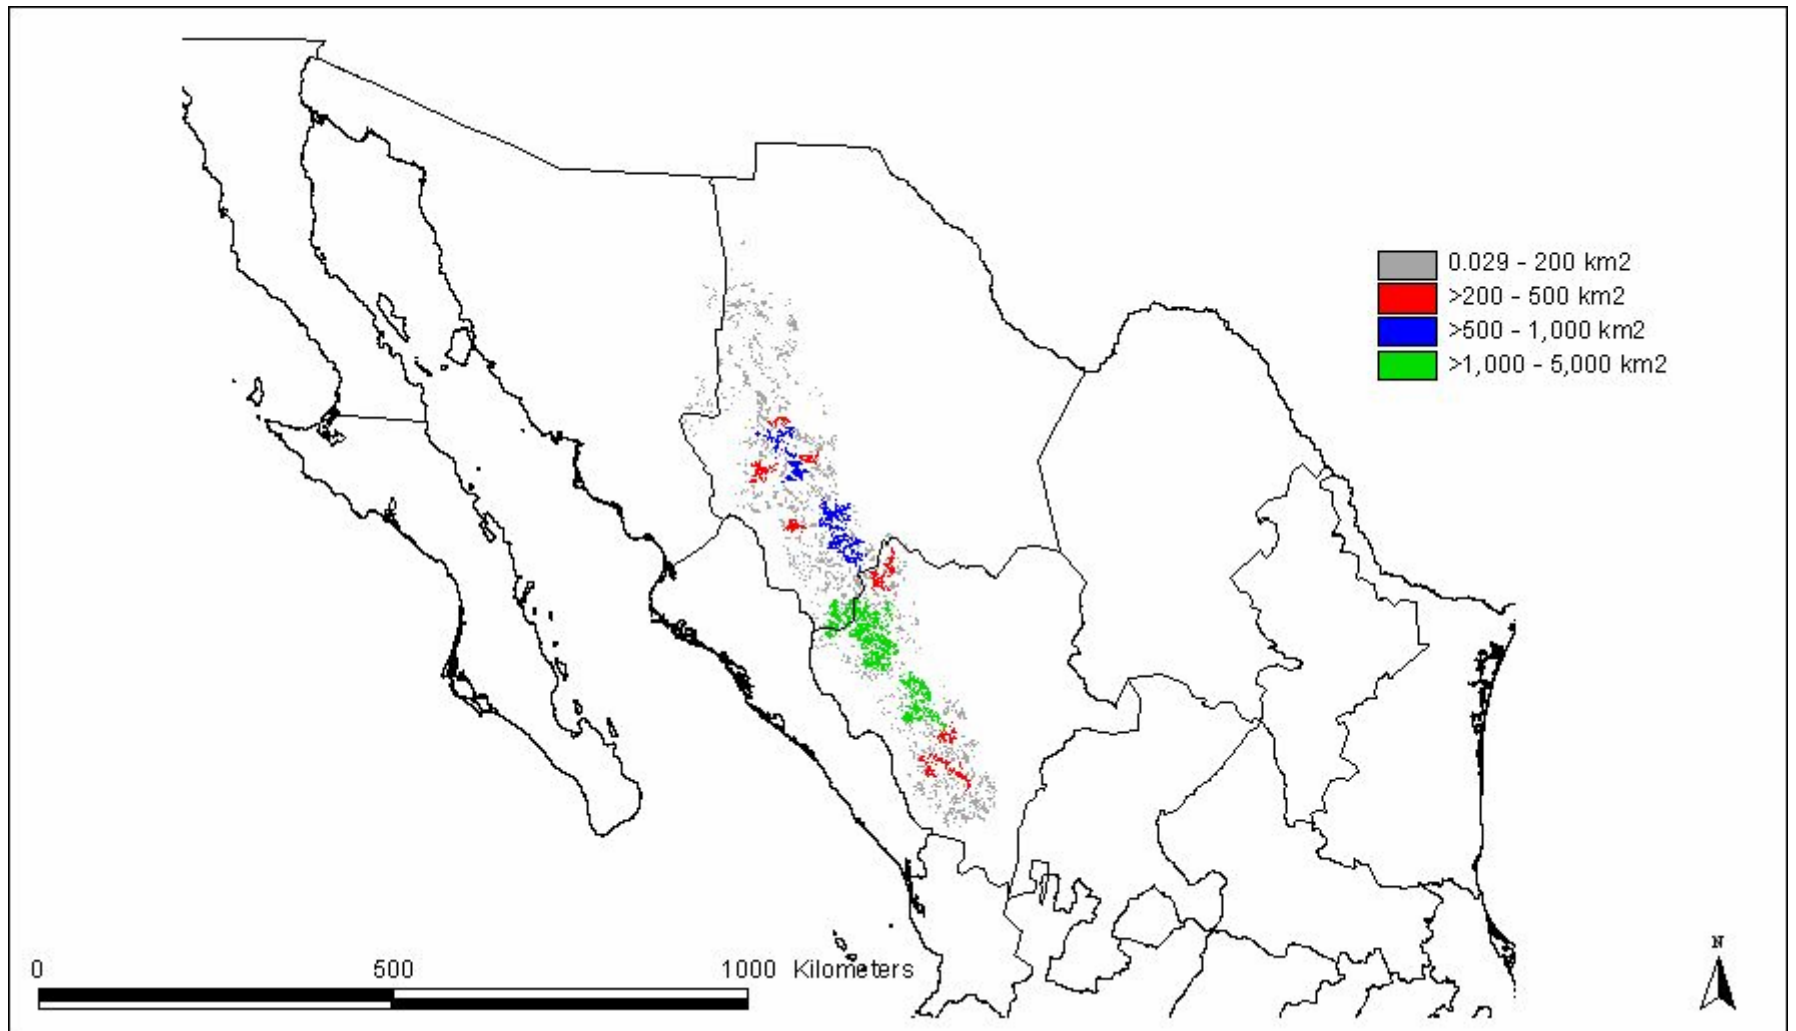 0.029 - 200 km2
>200 - 500 km2
>500 - 1,000 km2
>1,000 - 5,000 km2
N
0 500 1000 Kilometers